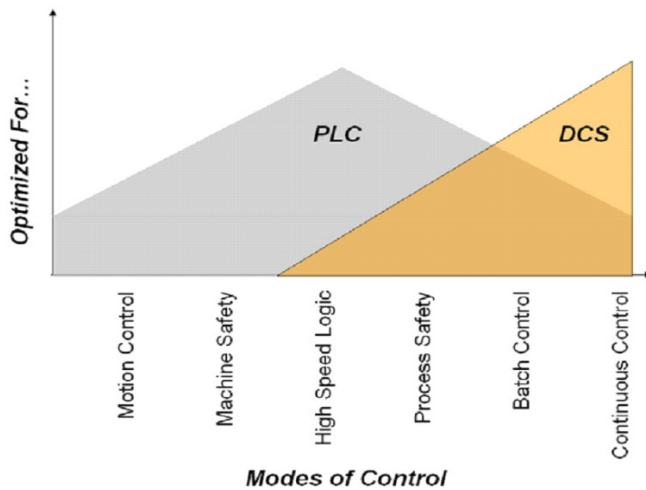 Optimized For...
PLC
DCS
Motion Control
Machine Safety
High Speed Logic
Process Safety
Batch Control
Continuous Control
Modes of Control